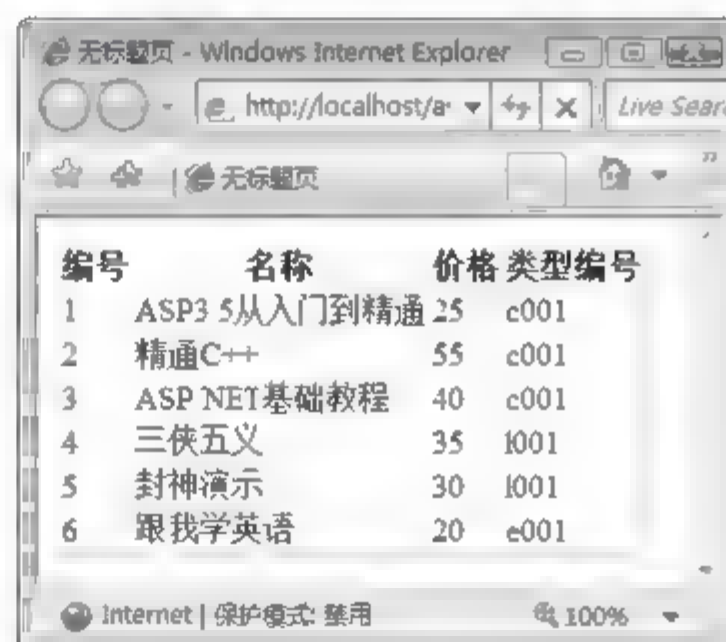 无标题页 - Windows Internet Explorer
http://localhost/a Live Sear
无标题页
编号 名称 价格 类型编号
1 ASP3 5从入门到精通 25 c001
2 精通C++ 55 c001
3 ASP NET基础教程 40 c001
4 三侠五义 35 l001
5 封神演示 30 l001
6 跟我学英语 20 e001
Internet | 保护模式: 禁用 100%